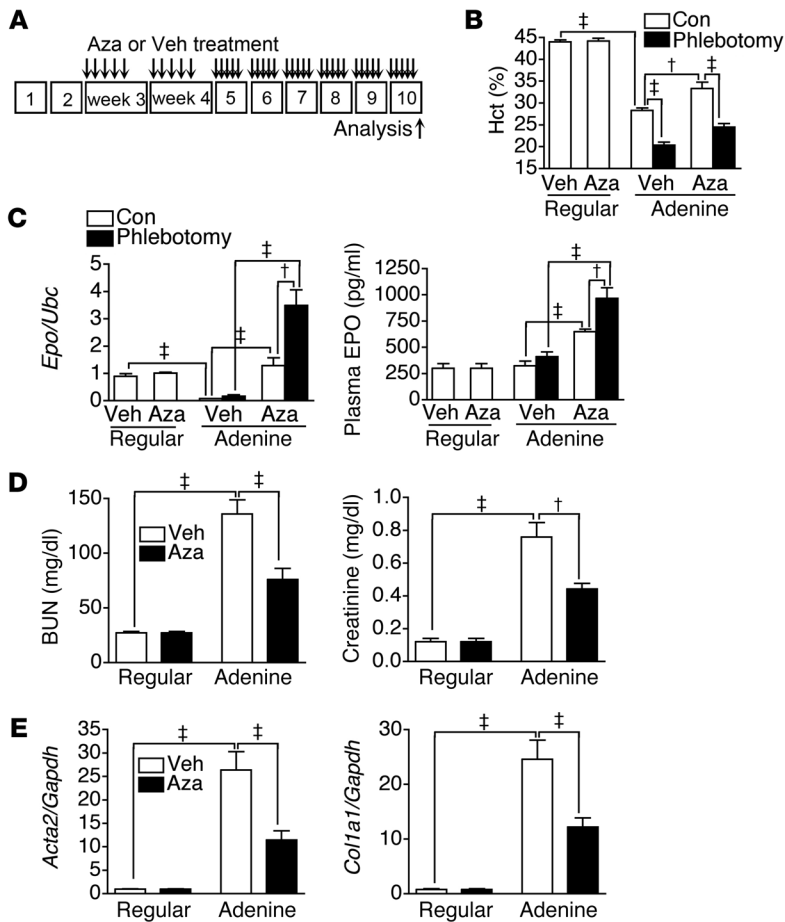 A
Aza or Veh treatment
1 2 week 3 week 4 5 6 7 8 9 10
Analysis
B
Con
Phlebotomy
Hct (%)
45
40
35
30
25
20
15
‡
†
‡
‡
Veh Aza Veh Aza
Regular Adenine
C
Con
Phlebotomy
Epo/Ubc
5
4
3
2
1
0
‡
†
‡
‡
Veh Aza Veh Aza
Regular Adenine
Plasma EPO (pg/ml)
1250
1000
750
500
250
0
‡
†
‡
Veh Aza Veh Aza
Regular Adenine
D
BUN (mg/dl)
150
100
50
0
‡ ‡
Veh
Aza
Regular Adenine
Creatinine (mg/dl)
1.0
0.8
0.6
0.4
0.2
0.0
‡ †
Regular Adenine
E
Acta2/Gapdh
35
30
25
20
15
10
5
0
‡ ‡
Veh
Aza
Regular Adenine
Col1a1/Gapdh
30
20
10
0
‡ ‡
Regular Adenine